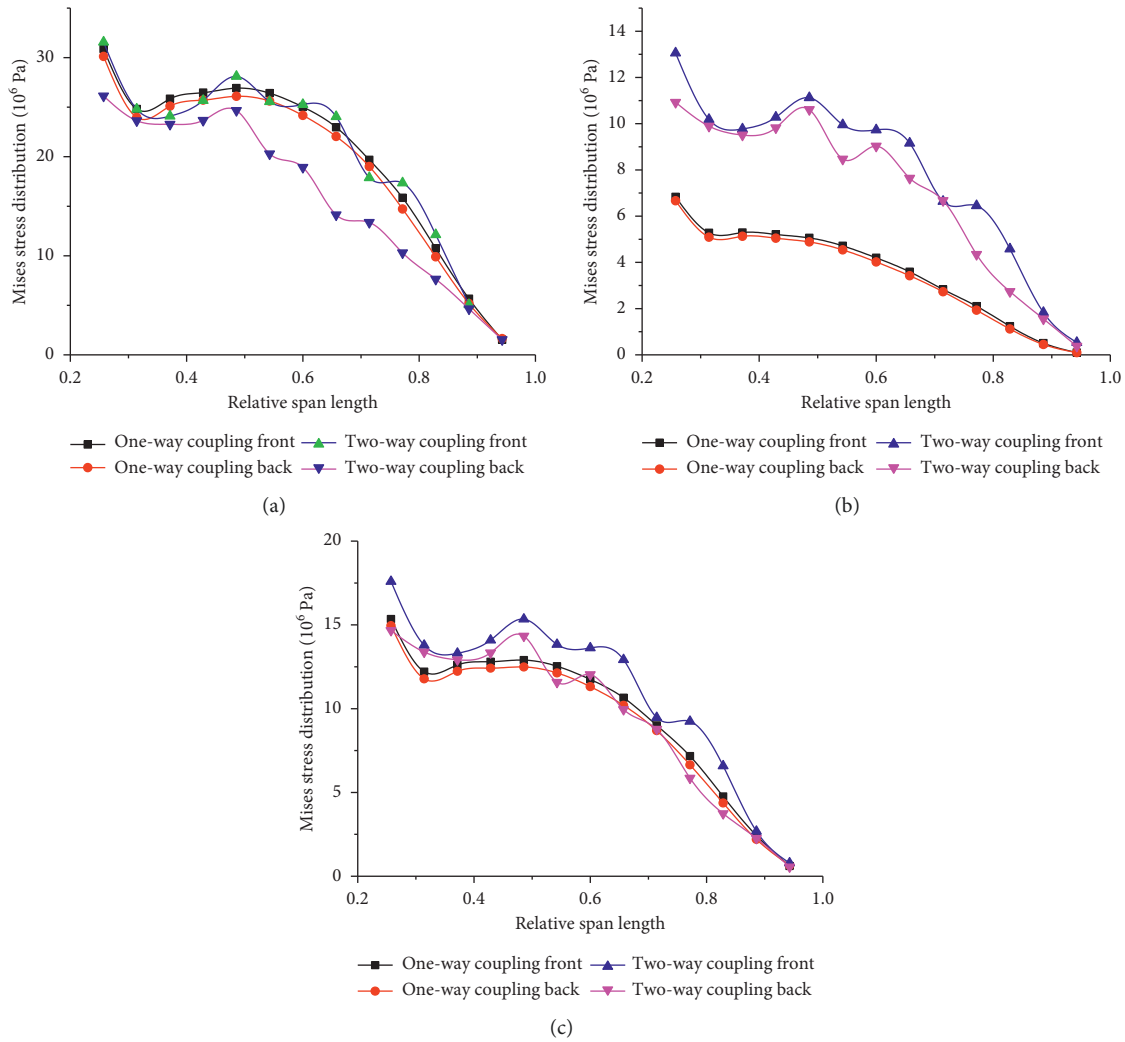 Mises stress distribution (10⁶ Pa)
30
20
10
0
0.2 0.4 0.6 0.8 1.0
Relative span length
One-way coupling front Two-way coupling front
One-way coupling back Two-way coupling back
(a)
Mises stress distribution (10⁶ Pa)
14
12
10
8
6
4
2
0
0.2 0.4 0.6 0.8 1.0
Relative span length
One-way coupling front Two-way coupling front
One-way coupling back Two-way coupling back
(b)
Mises stress distribution (10⁶ Pa)
20
15
10
5
0
0.2 0.4 0.6 0.8 1.0
Relative span length
One-way coupling front Two-way coupling front
One-way coupling back Two-way coupling back
(c)